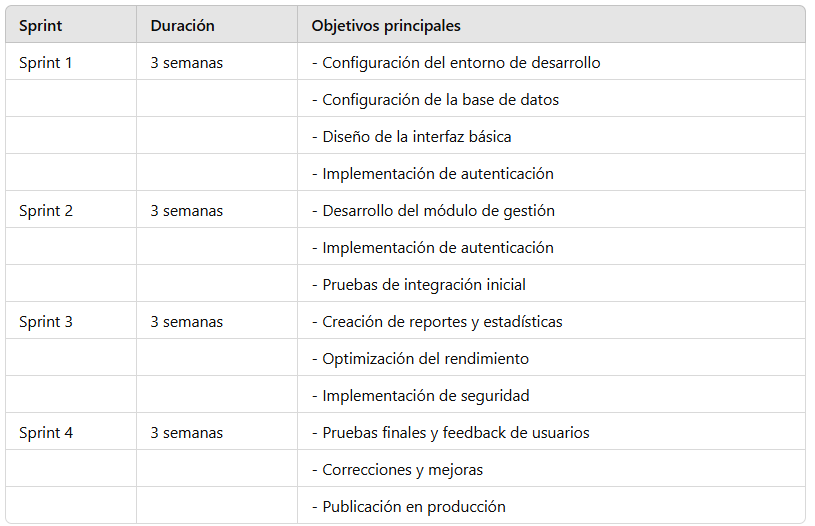 Sprint Duración Objetivos principales
Sprint 1 3 semanas - Configuración del entorno de desarrollo
- Configuración de la base de datos
- Diseño de la interfaz básica
- Implementación de autenticación
Sprint 2 3 semanas - Desarrollo del módulo de gestión
- Implementación de autenticación
- Pruebas de integración inicial
Sprint 3 3 semanas - Creación de reportes y estadísticas
- Optimización del rendimiento
- Implementación de seguridad
Sprint 4 3 semanas - Pruebas finales y feedback de usuarios
- Correcciones y mejoras
- Publicación en producción